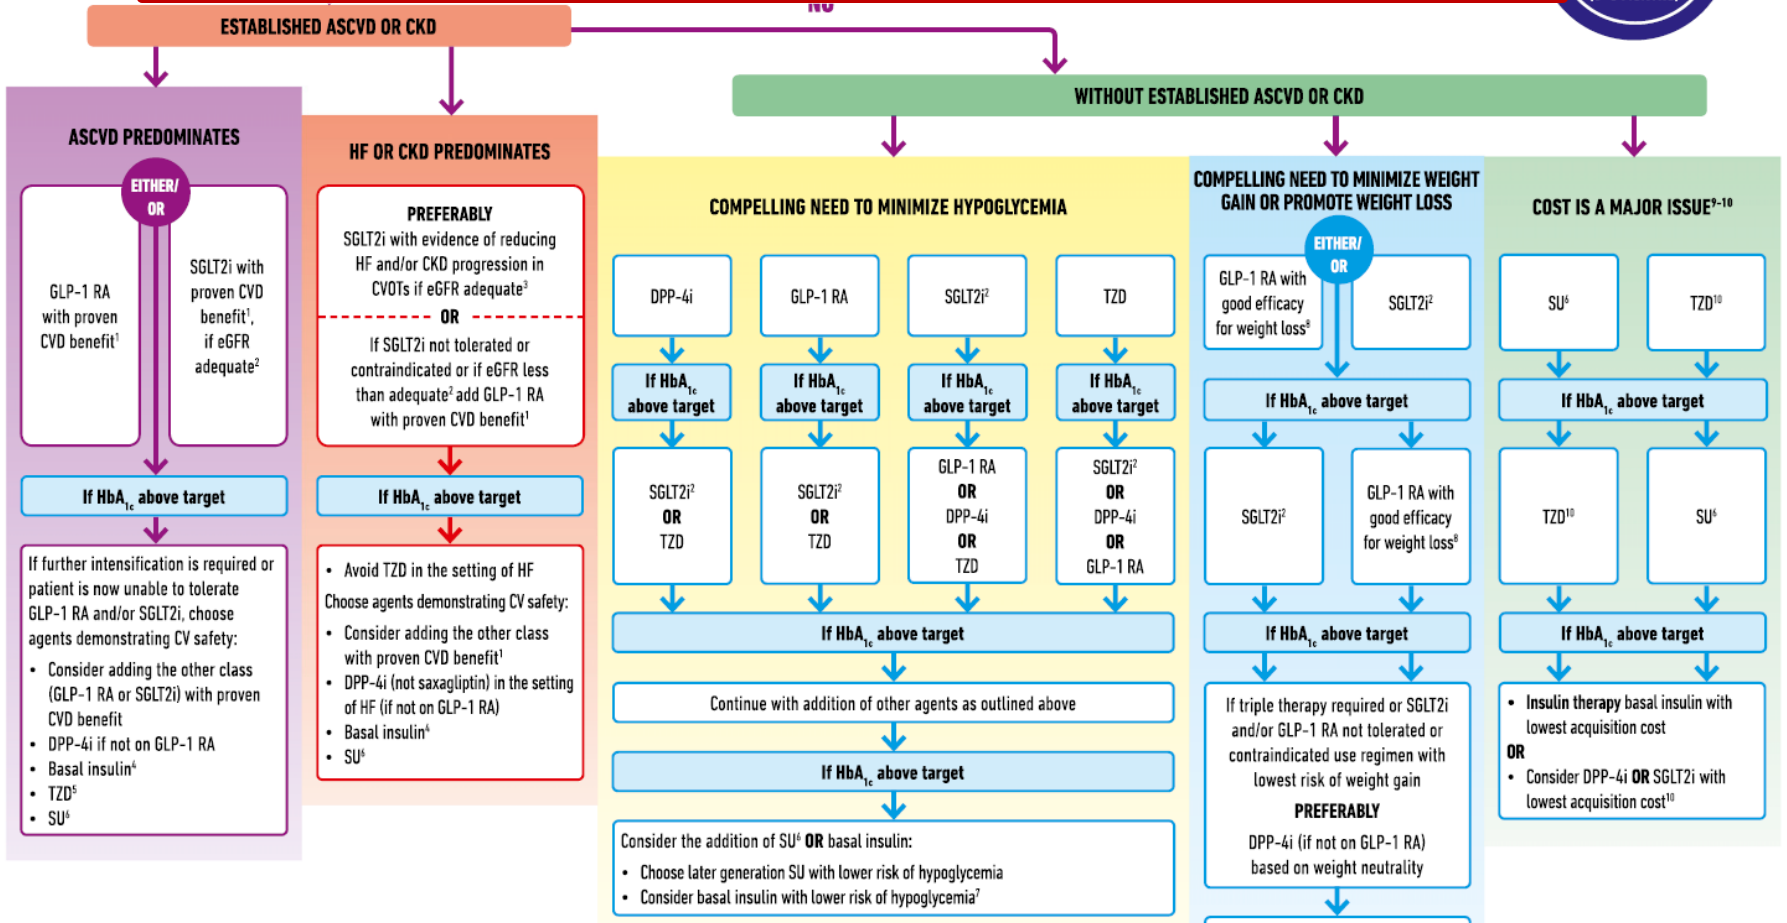 NO
ESTABLISHED ASCVD OR CKD
WITHOUT ESTABLISHED ASCVD OR CKD
ASCVD PREDOMINATES
EITHER/
OR
GLP-1 RA
with proven
CVD benefit¹
SGLT2i with
proven CVD
benefit¹,
if eGFR
adequate²
If HbA1c above target
If further intensification is required or
patient is now unable to tolerate
GLP-1 RA and/or SGLT2i, choose
agents demonstrating CV safety:
• Consider adding the other class
(GLP-1 RA or SGLT2i) with proven
CVD benefit
• DPP-4i if not on GLP-1 RA
• Basal insulin⁴
• TZD⁵
• SU⁶
HF OR CKD PREDOMINATES
PREFERABLY
SGLT2i with evidence of reducing
HF and/or CKD progression in
CVOTs if eGFR adequate³
OR
If SGLT2i not tolerated or
contraindicated or if eGFR less
than adequate² add GLP-1 RA
with proven CVD benefit¹
If HbA1c above target
• Avoid TZD in the setting of HF
Choose agents demonstrating CV safety:
• Consider adding the other class
with proven CVD benefit¹
• DPP-4i (not saxagliptin) in the setting
of HF (if not on GLP-1 RA)
• Basal insulin⁴
• SU⁶
COMPELLING NEED TO MINIMIZE HYPOGLYCEMIA
DPP-4i
GLP-1 RA
SGLT2i²
TZD
If HbA1c
above target
If HbA1c
above target
If HbA1c
above target
If HbA1c
above target
SGLT2i²
OR
TZD
SGLT2i²
OR
TZD
GLP-1 RA
OR
DPP-4i
OR
TZD
SGLT2i²
OR
DPP-4i
OR
GLP-1 RA
If HbA1c above target
Continue with addition of other agents as outlined above
If HbA1c above target
Consider the addition of SU⁶ OR basal insulin:
• Choose later generation SU with lower risk of hypoglycemia
• Consider basal insulin with lower risk of hypoglycemia⁷
COMPELLING NEED TO MINIMIZE WEIGHT
GAIN OR PROMOTE WEIGHT LOSS
EITHER/
OR
GLP-1 RA with
good efficacy
for weight loss⁸
SGLT2i²
If HbA1c above target
SGLT2i²
GLP-1 RA with
good efficacy
for weight loss⁸
If HbA1c above target
If triple therapy required or SGLT2i
and/or GLP-1 RA not tolerated or
contraindicated use regimen with
lowest risk of weight gain
PREFERABLY
DPP-4i (if not on GLP-1 RA)
based on weight neutrality
COST IS A MAJOR ISSUE⁹⁻¹⁰
SU⁶
TZD¹⁰
If HbA1c above target
TZD¹⁰
SU⁶
If HbA1c above target
• Insulin therapy basal insulin with
lowest acquisition cost
OR
• Consider DPP-4i OR SGLT2i with
lowest acquisition cost¹⁰